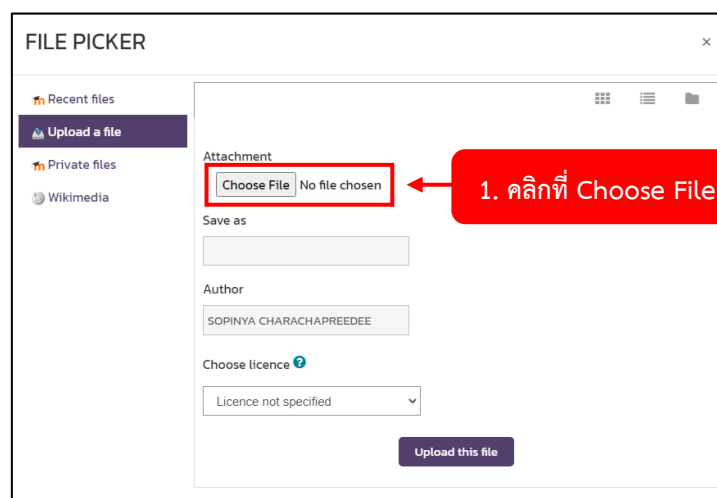 FILE PICKER
×
Recent files
Upload a file
Private files
Wikimedia
Attachment
Choose File No file chosen
1. คลิกที่ Choose File
Save as
Author
SOPINYA CHARACHAPREEDEE
Choose licence ?
Licence not specified
Upload this file